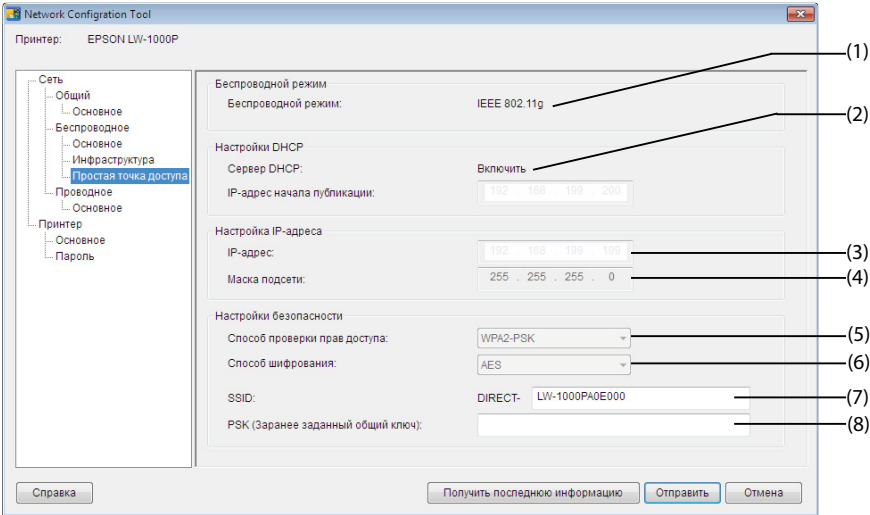 Network Configration Tool
Принтер: EPSON LW-1000P
Сеть
Общий
Основное
Беспроводное
Основное
Инфраструктура
Простая точка доступа
Проводное
Основное
Принтер
Основное
Пароль
Беспроводной режим
Беспроводной режим: IEEE 802.11g
(1)
Настройки DHCP
Сервер DHCP: Включить
(2)
IP-адрес начала публикации: 192 . 168 . 199 . 200
Настройка IP-адреса
IP-адрес: 192 . 168 . 199 . 199
(3)
Маска подсети: 255 . 255 . 255 . 0
(4)
Настройки безопасности
Способ проверки прав доступа: WPA2-PSK
(5)
Способ шифрования: AES
(6)
SSID: DIRECT- LW-1000PA0E000
(7)
PSK (Заранее заданный общий ключ):
(8)
Справка
Получить последнюю информацию
Отправить
Отмена